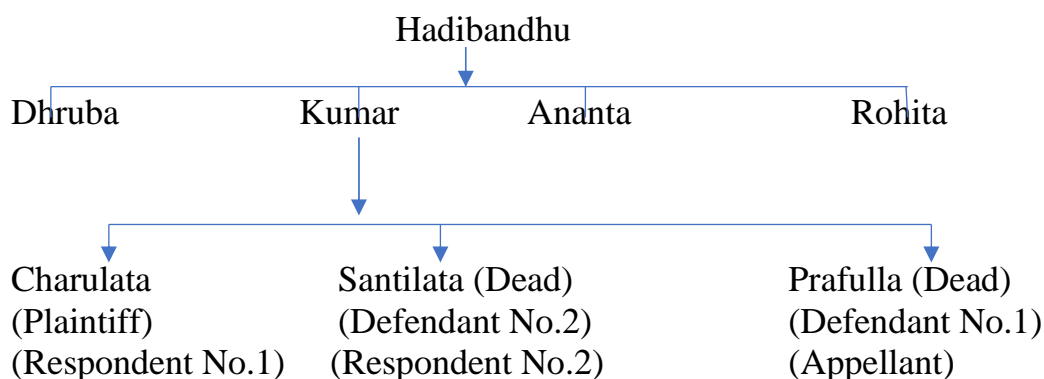 Hadibandhu
Dhruba Kumar Ananta Rohita
Charulata Santilata (Dead) Prafulla (Dead)
(Plaintiff) (Defendant No.2) (Defendant No.1)
(Respondent No.1) (Respondent No.2) (Appellant)